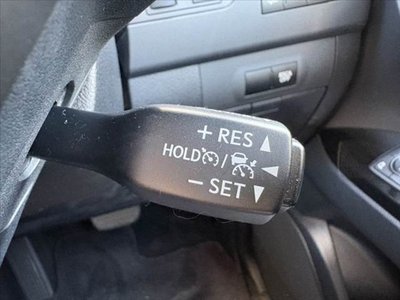 + RES ▲
HOLD /
− SET ▼